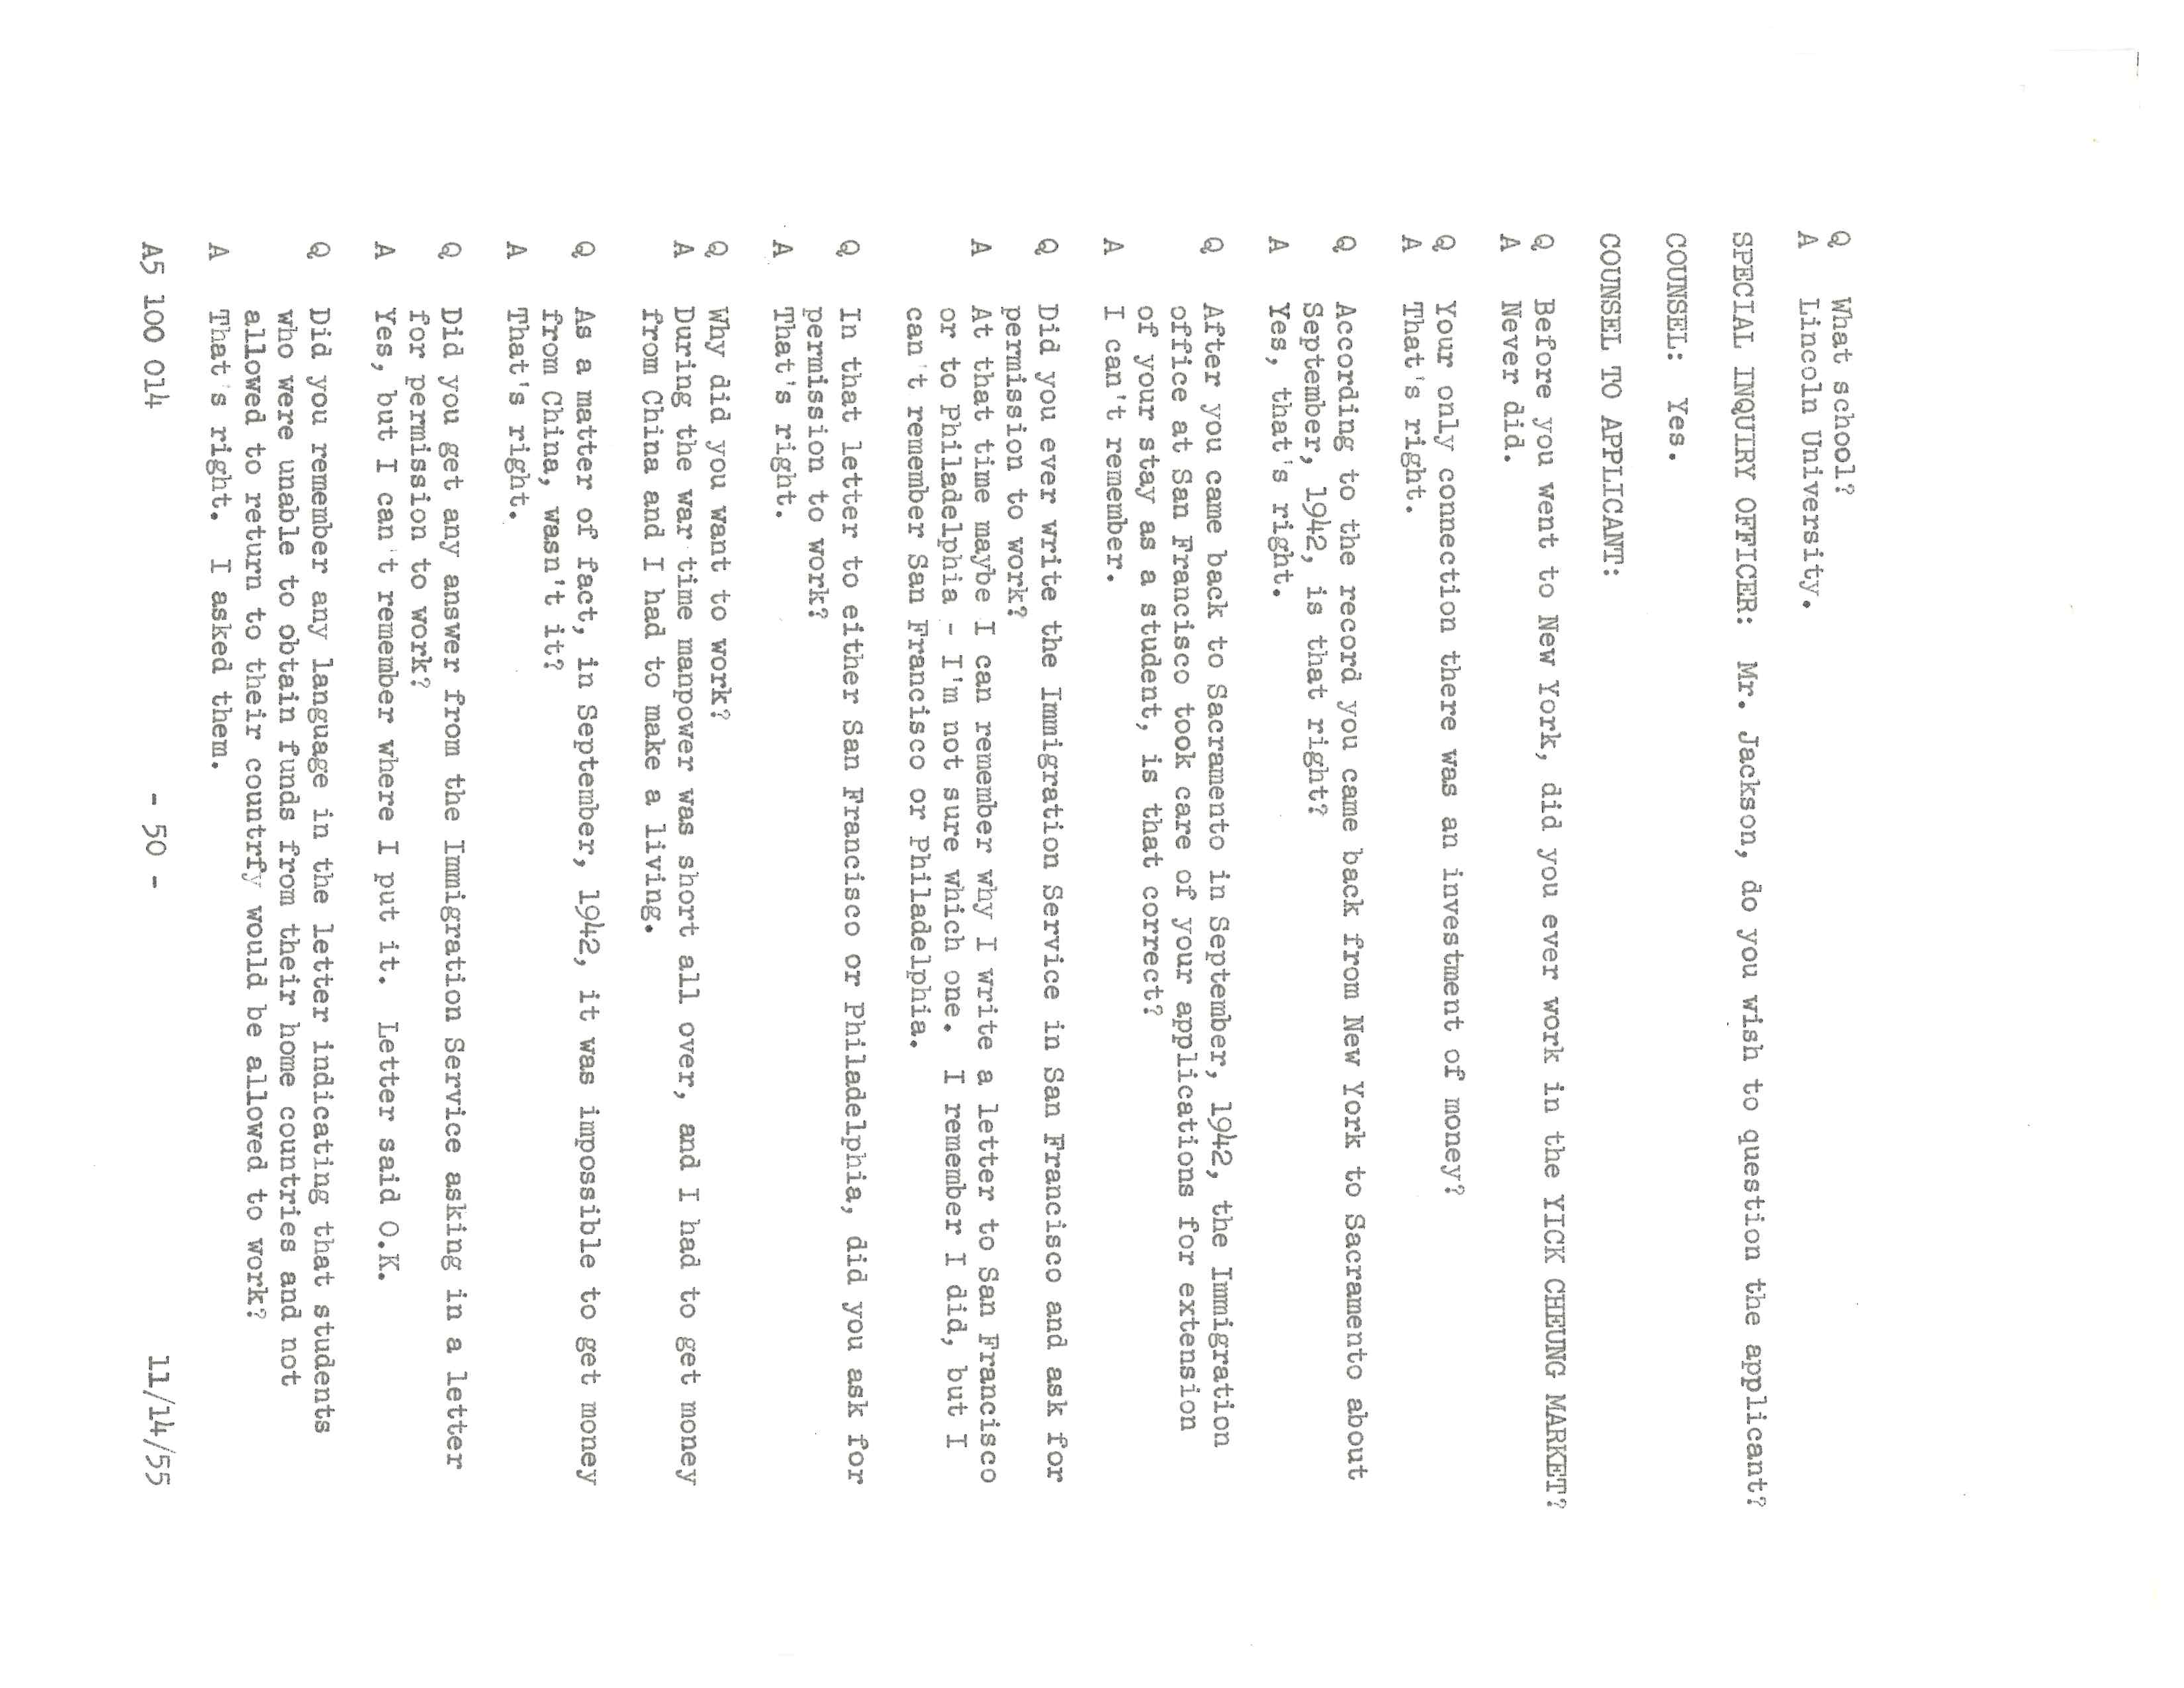 Q What school?
A Lincoln University.
SPECIAL INQUIRY OFFICER: Mr. Jackson, do you wish to question the applicant?
COUNSEL: Yes.
COUNSEL TO APPLICANT:
Q Before you went to New York, did you ever work in the YICK CHEUNG MARKET?
A Never did.
Q Your only connection there was an investment of money?
A That's right.
Q According to the record you came back from New York to Sacramento about
September, 1942, is that right?
A Yes, that's right.
Q After you came back to Sacramento in September, 1942, the Immigration
office at San Francisco took care of your applications for extension
of your stay as a student, is that correct?
A I can't remember.
Q Did you ever write the Immigration Service in San Francisco and ask for
permission to work?
A At that time maybe I can remember why I write a letter to San Francisco
or to Philadelphia - I'm not sure which one. I remember I did, but I
can't remember San Francisco or Philadelphia.
Q In that letter to either San Francisco or Philadelphia, did you ask for
permission to work?
A That's right.
Q Why did you want to work?
A During the war time manpower was short all over, and I had to get money
from China and I had to make a living.
Q As a matter of fact, in September, 1942, it was impossible to get money
from China, wasn't it?
A That's right.
Q Did you get any answer from the Immigration Service asking in a letter
for permission to work?
A Yes, but I can't remember where I put it. Letter said O.K.
Q Did you remember any language in the letter indicating that students
who were unable to obtain funds from their home countries and not
allowed to return to their countrfy would be allowed to work?
A That's right. I asked them.
A5 100 014 - 50 - 11/14/55